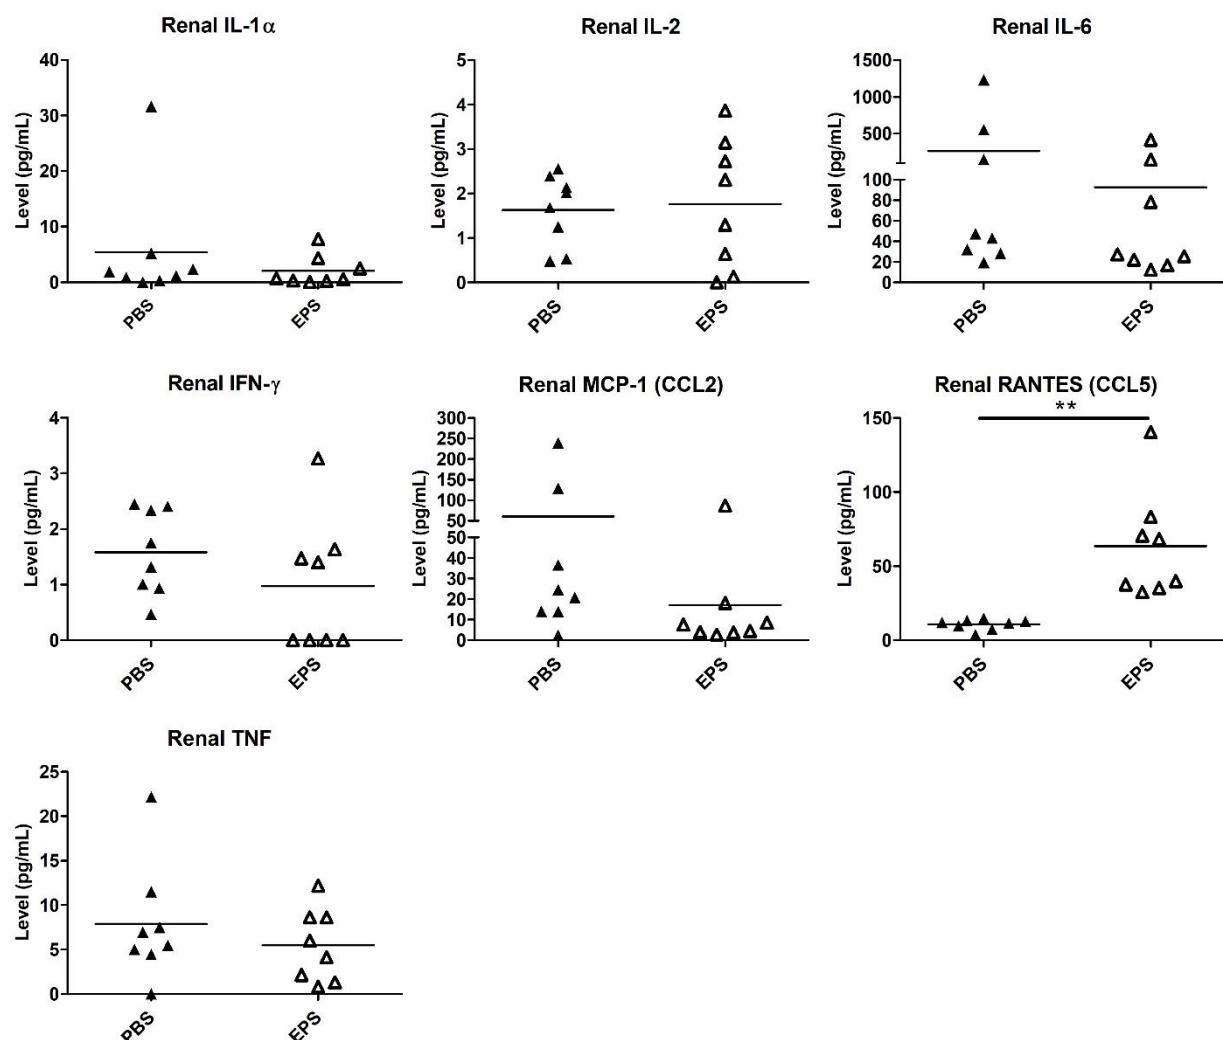 Renal IL-1α
Level (pg/mL)
40
30
20
10
0
PBS
EPS
Renal IL-2
Level (pg/mL)
5
4
3
2
1
0
PBS
EPS
Renal IL-6
Level (pg/mL)
1500
1000
500
100
80
60
40
20
0
PBS
EPS
Renal IFN-γ
Level (pg/mL)
4
3
2
1
0
PBS
EPS
Renal MCP-1 (CCL2)
Level (pg/mL)
300
250
200
150
100
50
50
40
30
20
10
0
PBS
EPS
Renal RANTES (CCL5)
**
Level (pg/mL)
150
100
50
0
PBS
EPS
Renal TNF
Level (pg/mL)
25
20
15
10
5
0
PBS
EPS